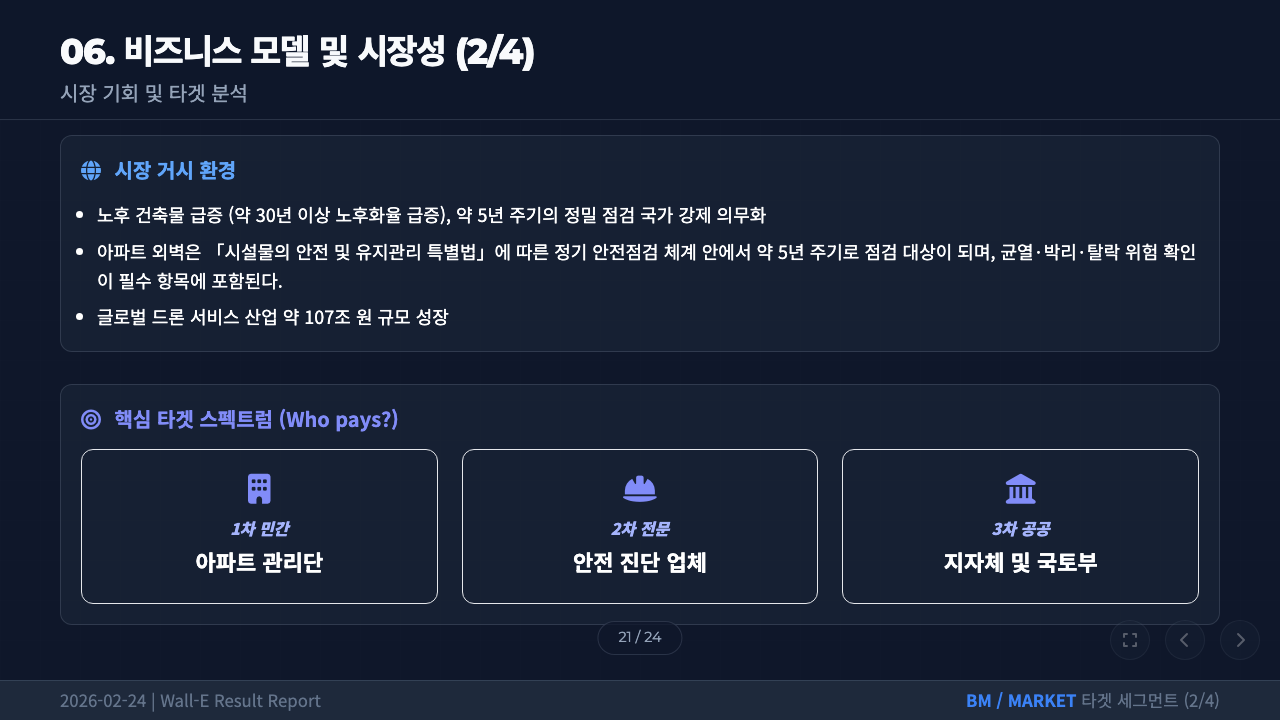 06. 비즈니스 모델 및 시장성 (2/4)
시장 기회 및 타겟 분석
시장 거시 환경
• 노후 건축물 급증 (약 30년 이상 노후화율 급증), 약 5년 주기의 정밀 점검 국가 강제 의무화
• 아파트 외벽은 「시설물의 안전 및 유지관리 특별법」에 따른 정기 안전점검 체계 안에서 약 5년 주기로 점검 대상이 되며, 균열·박리·탈락 위험 확인
이 필수 항목에 포함된다.
• 글로벌 드론 서비스 산업 약 107조 원 규모 성장
핵심 타겟 스펙트럼 (Who pays?)
1차 민간
아파트 관리단
2차 전문
안전 진단 업체
3차 공공
지자체 및 국토부
21 / 24
2026-02-24 | Wall-E Result Report
BM / MARKET 타겟 세그먼트 (2/4)